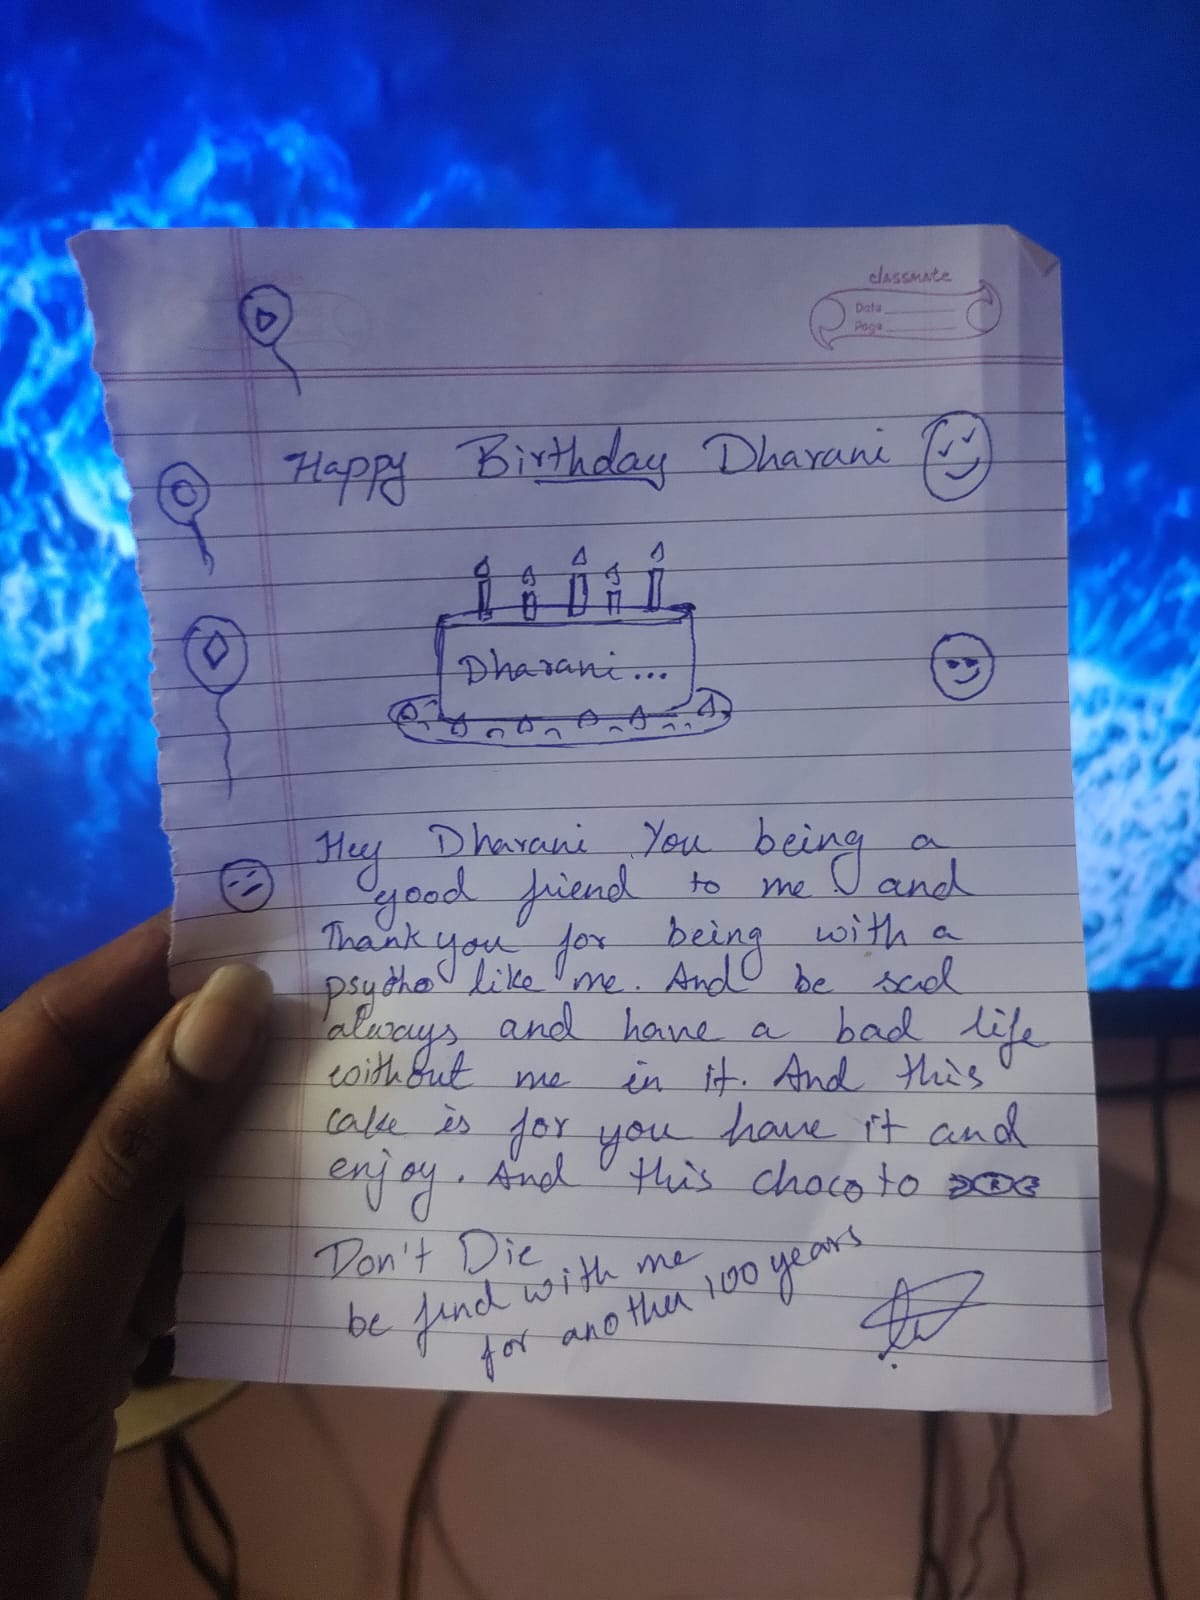 classmate
Date
Page
Happy Birthday Dharani
Dharani...
Hey Dharani You being a
good friend to me and
Thank you for being with a
psytho like me. And be sad
always and have a bad life
without me in it. And this
cake is for you have it and
enjoy. And this choco to
Don't Die
be find with me
for another 100 years